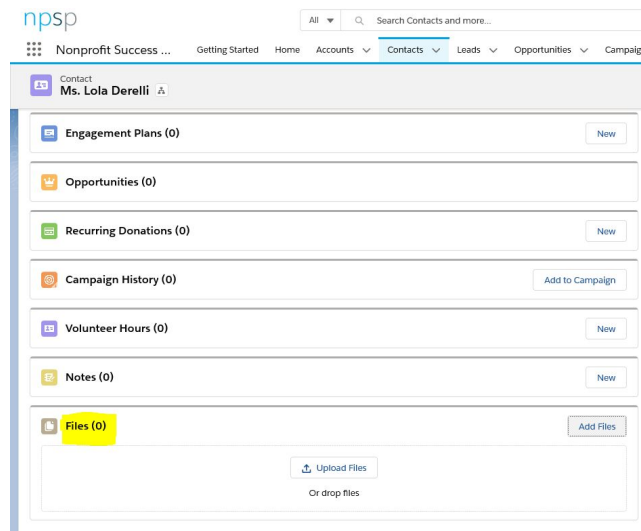 npsp
All Search Contacts and more...
Nonprofit Success ... Getting Started Home Accounts Contacts Leads Opportunities Campaig
Contact
Ms. Lola Derelli
Engagement Plans (0) New
Opportunities (0)
Recurring Donations (0) New
Campaign History (0) Add to Campaign
Volunteer Hours (0) New
Notes (0) New
Files (0) Add Files
Upload Files
Or drop files